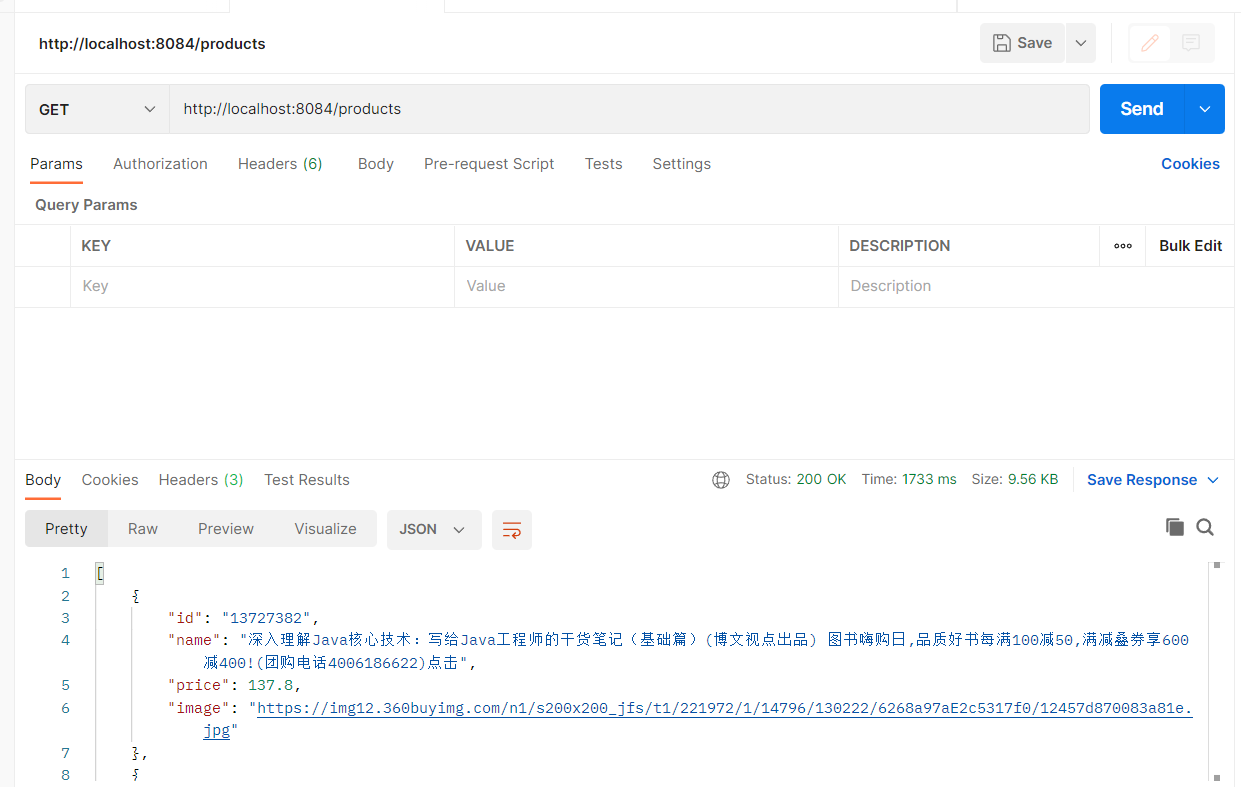 http://localhost:8084/products
Save
GET
http://localhost:8084/products
Send
Params Authorization Headers (6) Body Pre-request Script Tests Settings Cookies
Query Params
KEY VALUE DESCRIPTION ooo Bulk Edit
Key Value Description
Body Cookies Headers (3) Test Results Status: 200 OK Time: 1733 ms Size: 9.56 KB Save Response
Pretty Raw Preview Visualize JSON
1 [
2 {
3 "id": "13727382",
4 "name": "深入理解Java核心技术：写给Java工程师的干货笔记（基础篇）(博文视点出品) 图书嗨购日,品质好书每满100减50,满减叠券享600
减400!(团购电话4006186622)点击",
5 "price": 137.8,
6 "image": "https://img12.360buyimg.com/n1/s200x200_jfs/t1/221972/1/14796/130222/6268a97aE2c5317f0/12457d870083a81e.
jpg"
7 },
8 {